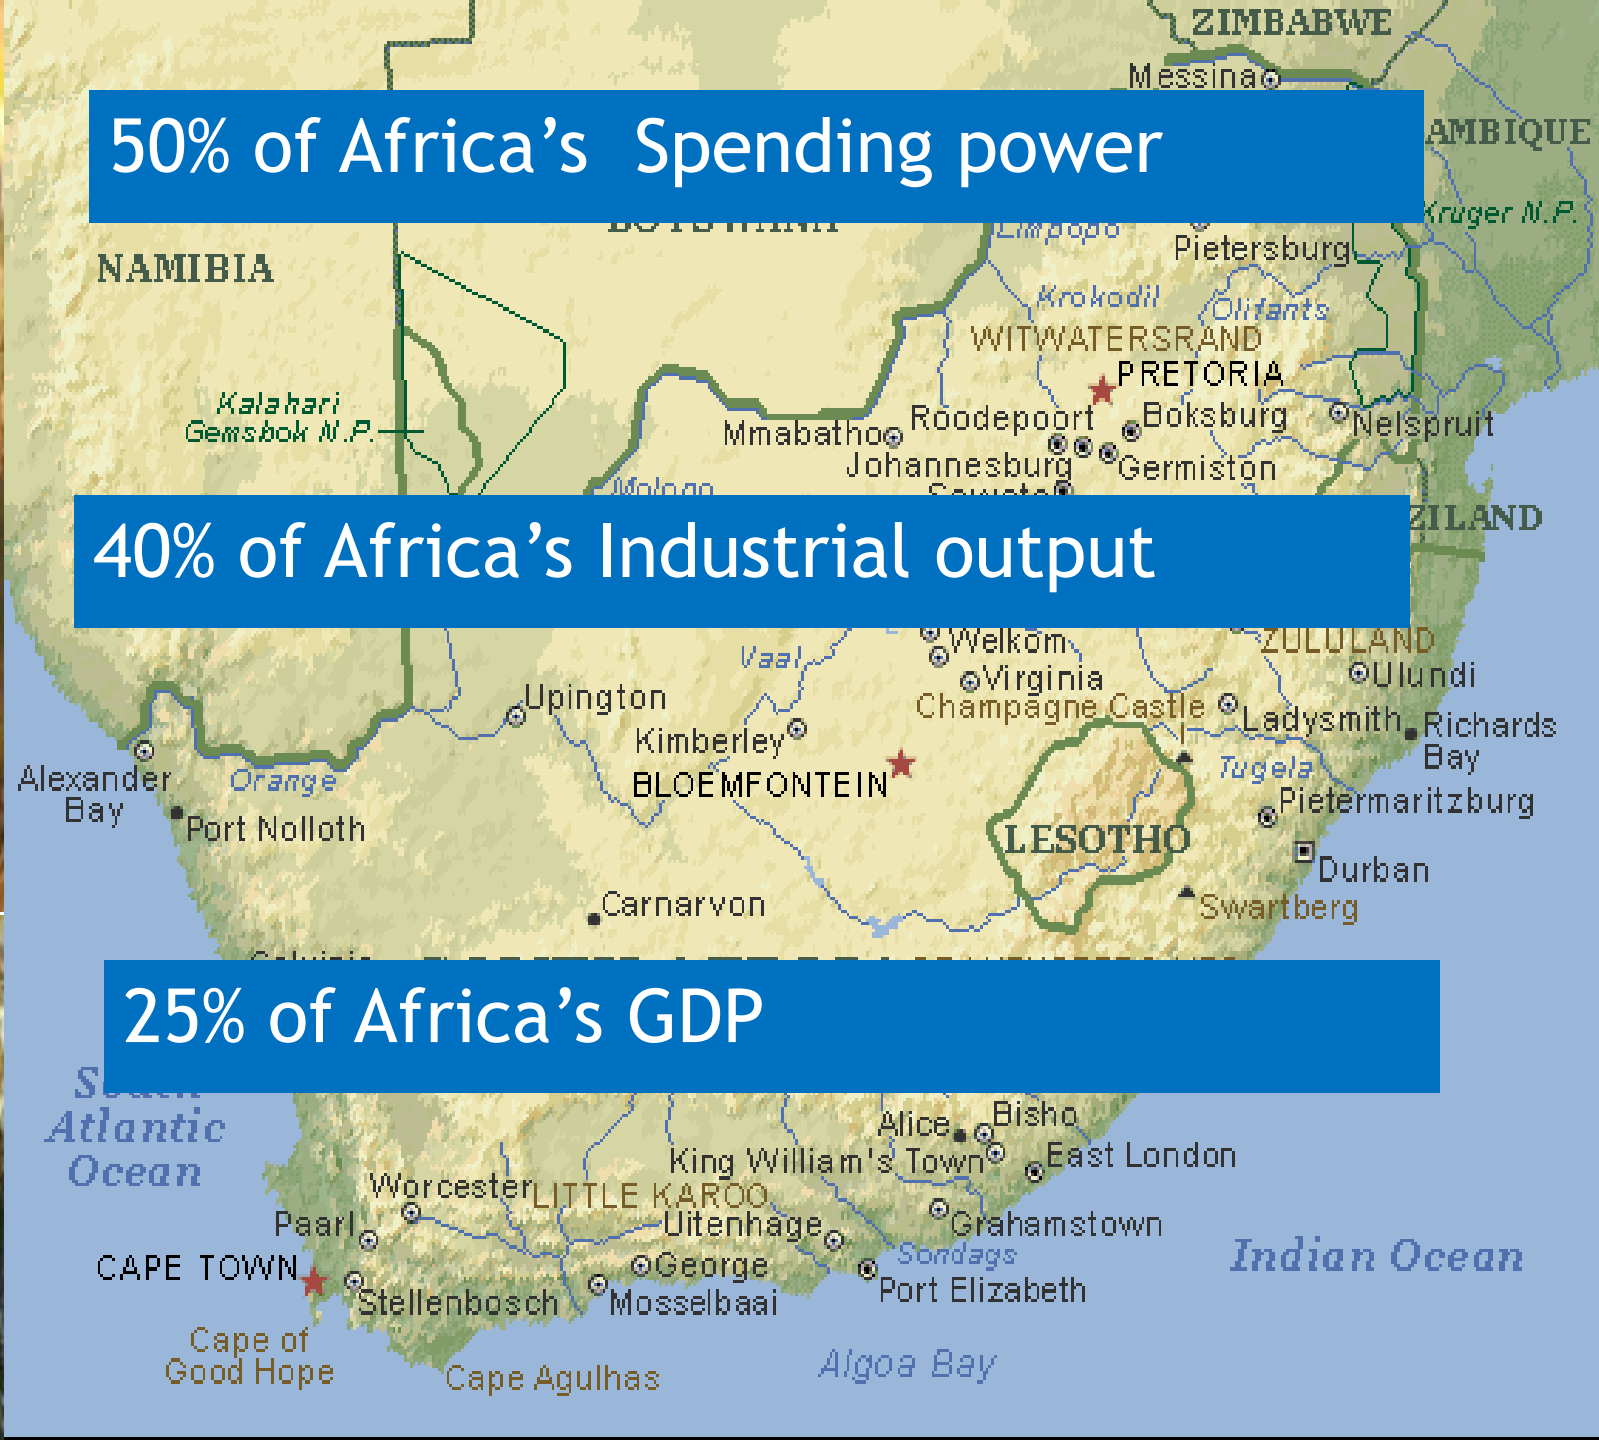 ZIMBABWE
Messina
50% of Africa’s  Spending power
AMBIQUE
Kruger N.P.
Limpopo
Pietersburg
NAMIBIA
Krokodil
Olifants
WITWATERSRAND
PRETORIA
Kalahari
Gemsbok N.P.
Roodepoort
Boksburg
Nelspruit
Mmabatho
Johannesburg
Germiston
Molopo
40% of Africa’s Industrial output
ZILAND
Welkom
ZULULAND
Vaal
Virginia
Ulundi
Upington
Champagne Castle
Ladysmith
Richards
Bay
Kimberley
BLOEMFONTEIN
Tugela
Alexander
Bay
Orange
Port Nolloth
Pietermaritzburg
LESOTHO
Durban
Carnarvon
Swartberg
25% of Africa’s GDP
South
Atlantic
Ocean
Alice
Bisho
King William's Town
East London
Worcester
LITTLE KAROO
Paarl
Uitenhage
Grahamstown
CAPE TOWN
George
Sondags
Indian Ocean
Stellenbosch
Mosselbaai
Port Elizabeth
Cape of
Good Hope
Cape Agulhas
Algoa Bay